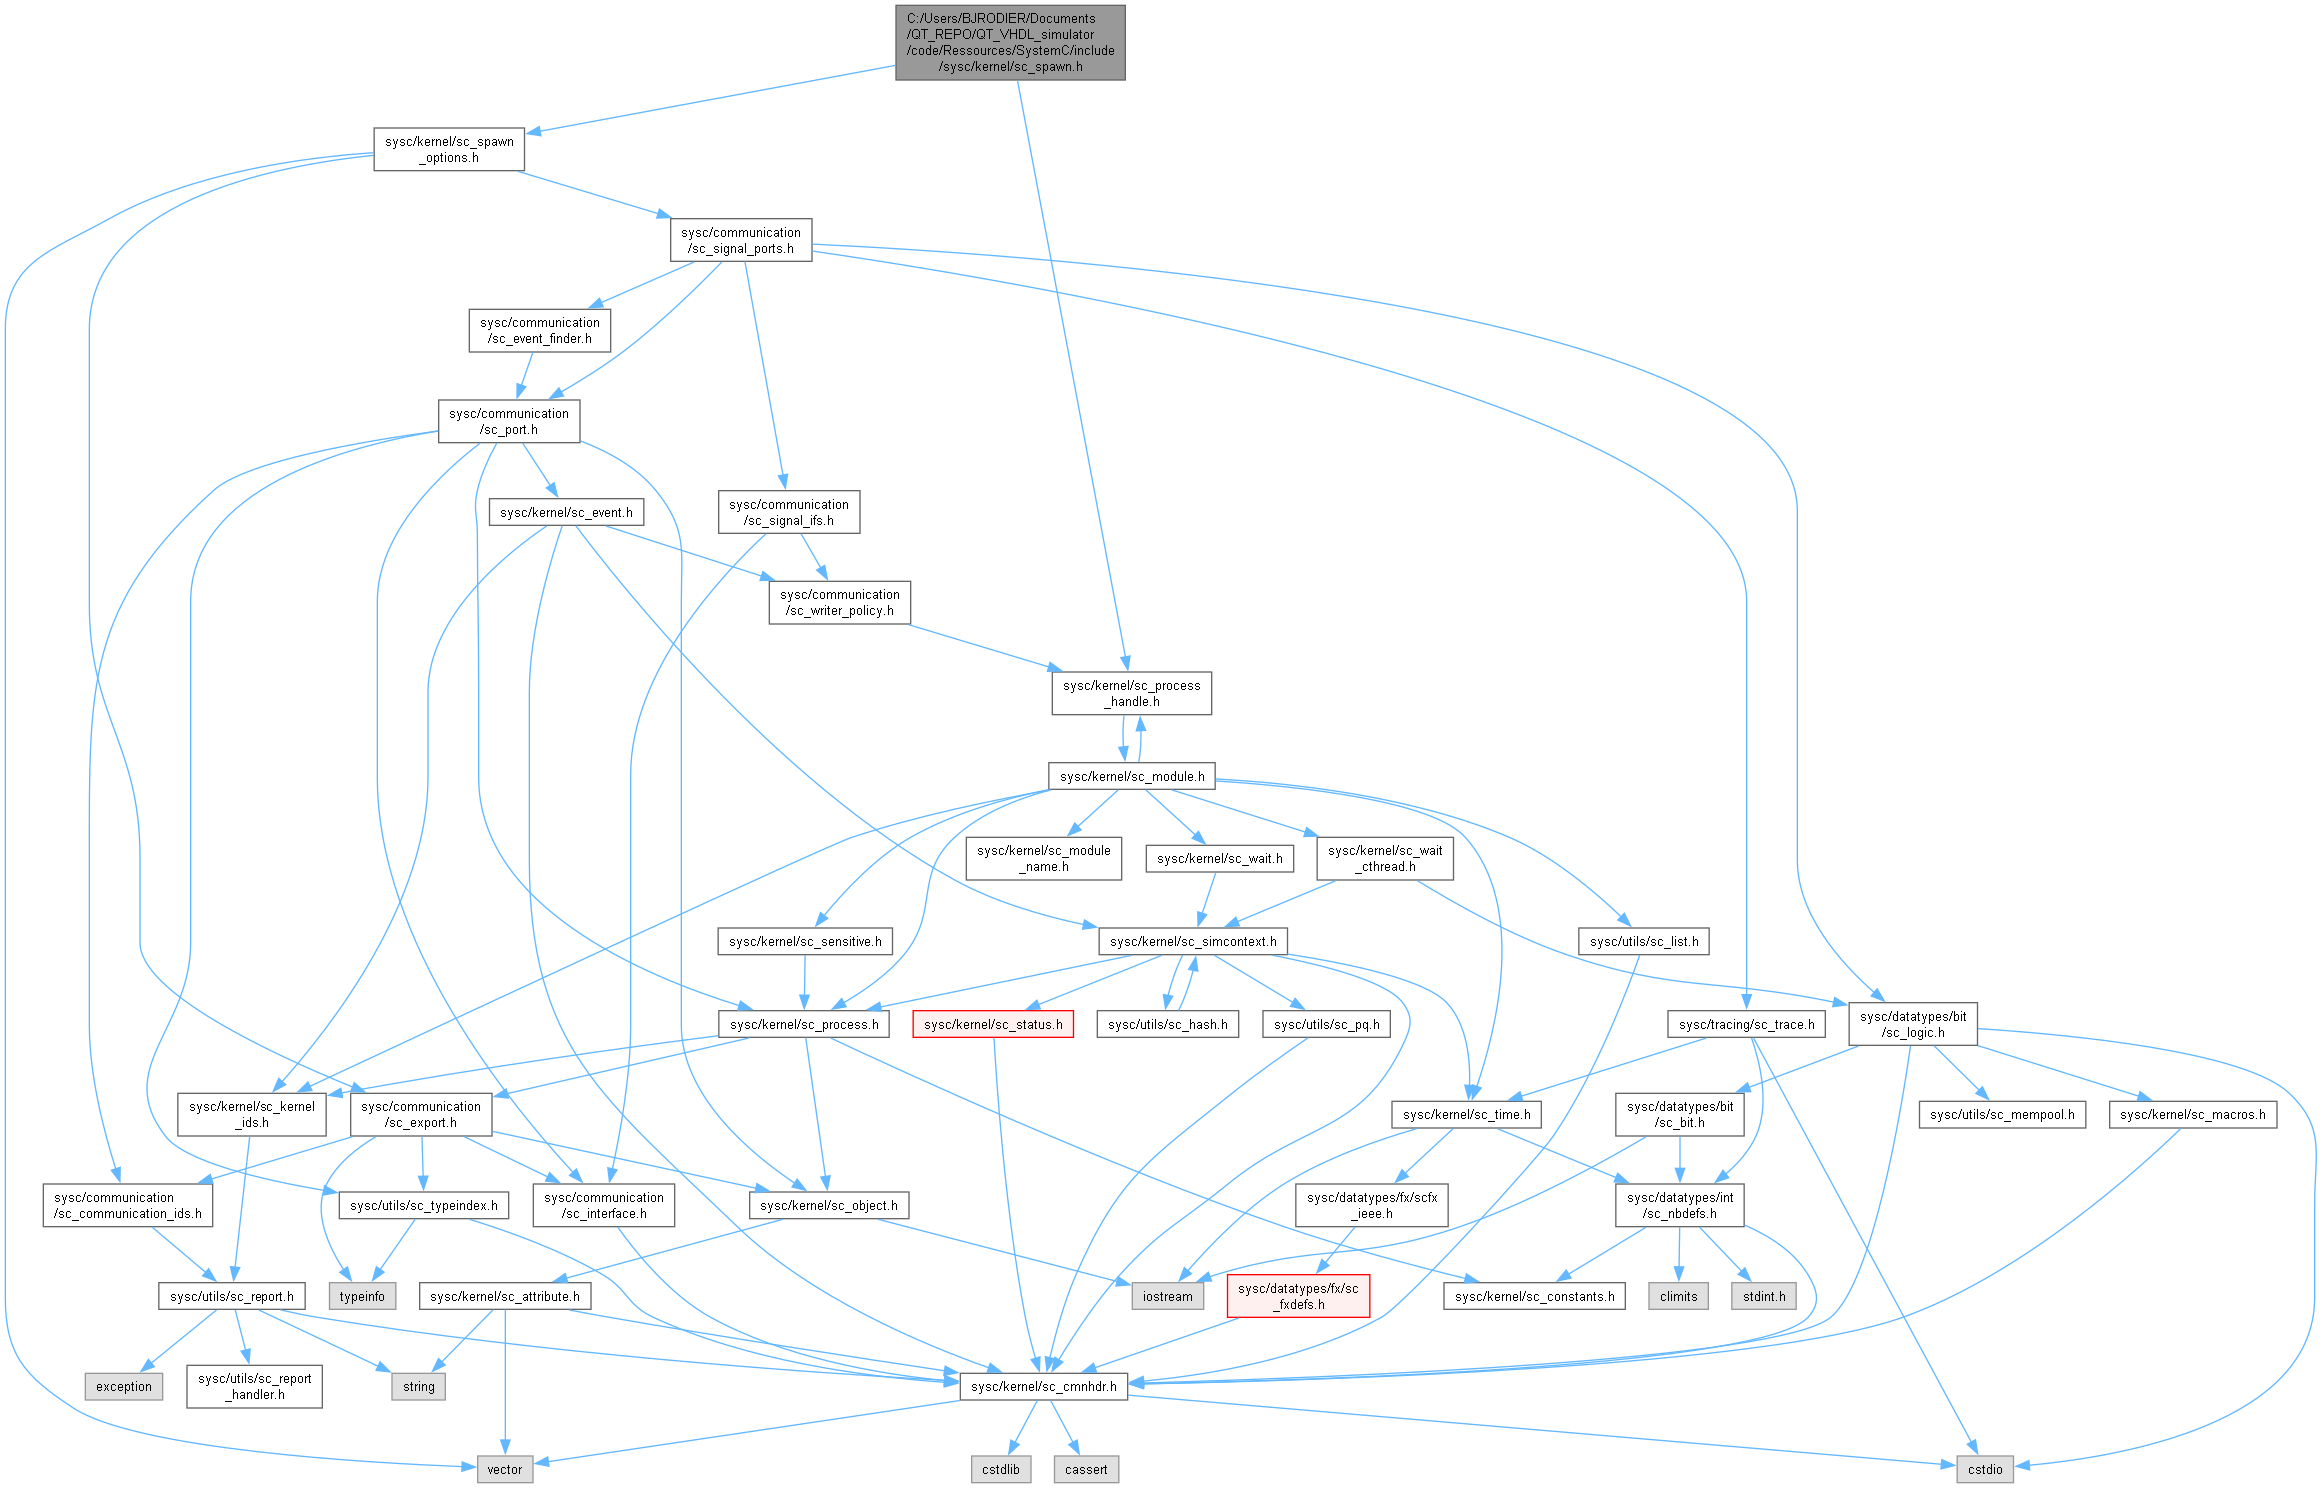 C:/Users/BJRODIER/Documents
/QT_REPO/QT_VHDL_simulator
/code/Ressources/SystemC/include
/sysc/kernel/sc_spawn.h
sysc/kernel/sc_spawn
_options.h
sysc/communication
/sc_signal_ports.h
sysc/communication
/sc_event_finder.h
sysc/communication
/sc_port.h
sysc/kernel/sc_event.h
sysc/communication
/sc_signal_ifs.h
sysc/communication
/sc_writer_policy.h
sysc/kernel/sc_process
_handle.h
sysc/kernel/sc_module.h
sysc/kernel/sc_module
_name.h
sysc/kernel/sc_wait.h
sysc/kernel/sc_wait
_cthread.h
sysc/kernel/sc_sensitive.h
sysc/kernel/sc_simcontext.h
sysc/utils/sc_list.h
sysc/kernel/sc_process.h
sysc/kernel/sc_status.h
sysc/utils/sc_hash.h
sysc/utils/sc_pq.h
sysc/tracing/sc_trace.h
sysc/datatypes/bit
/sc_logic.h
sysc/kernel/sc_kernel
_ids.h
sysc/communication
/sc_export.h
sysc/kernel/sc_time.h
sysc/datatypes/bit
/sc_bit.h
sysc/utils/sc_mempool.h
sysc/kernel/sc_macros.h
sysc/communication
/sc_communication_ids.h
sysc/utils/sc_typeindex.h
sysc/communication
/sc_interface.h
sysc/kernel/sc_object.h
sysc/datatypes/fx/scfx
_ieee.h
sysc/datatypes/int
/sc_nbdefs.h
sysc/utils/sc_report.h
typeinfo
sysc/kernel/sc_attribute.h
iostream
sysc/datatypes/fx/sc
_fxdefs.h
sysc/kernel/sc_constants.h
climits
stdint.h
exception
sysc/utils/sc_report
_handler.h
string
sysc/kernel/sc_cmnhdr.h
vector
cstdlib
cassert
cstdio